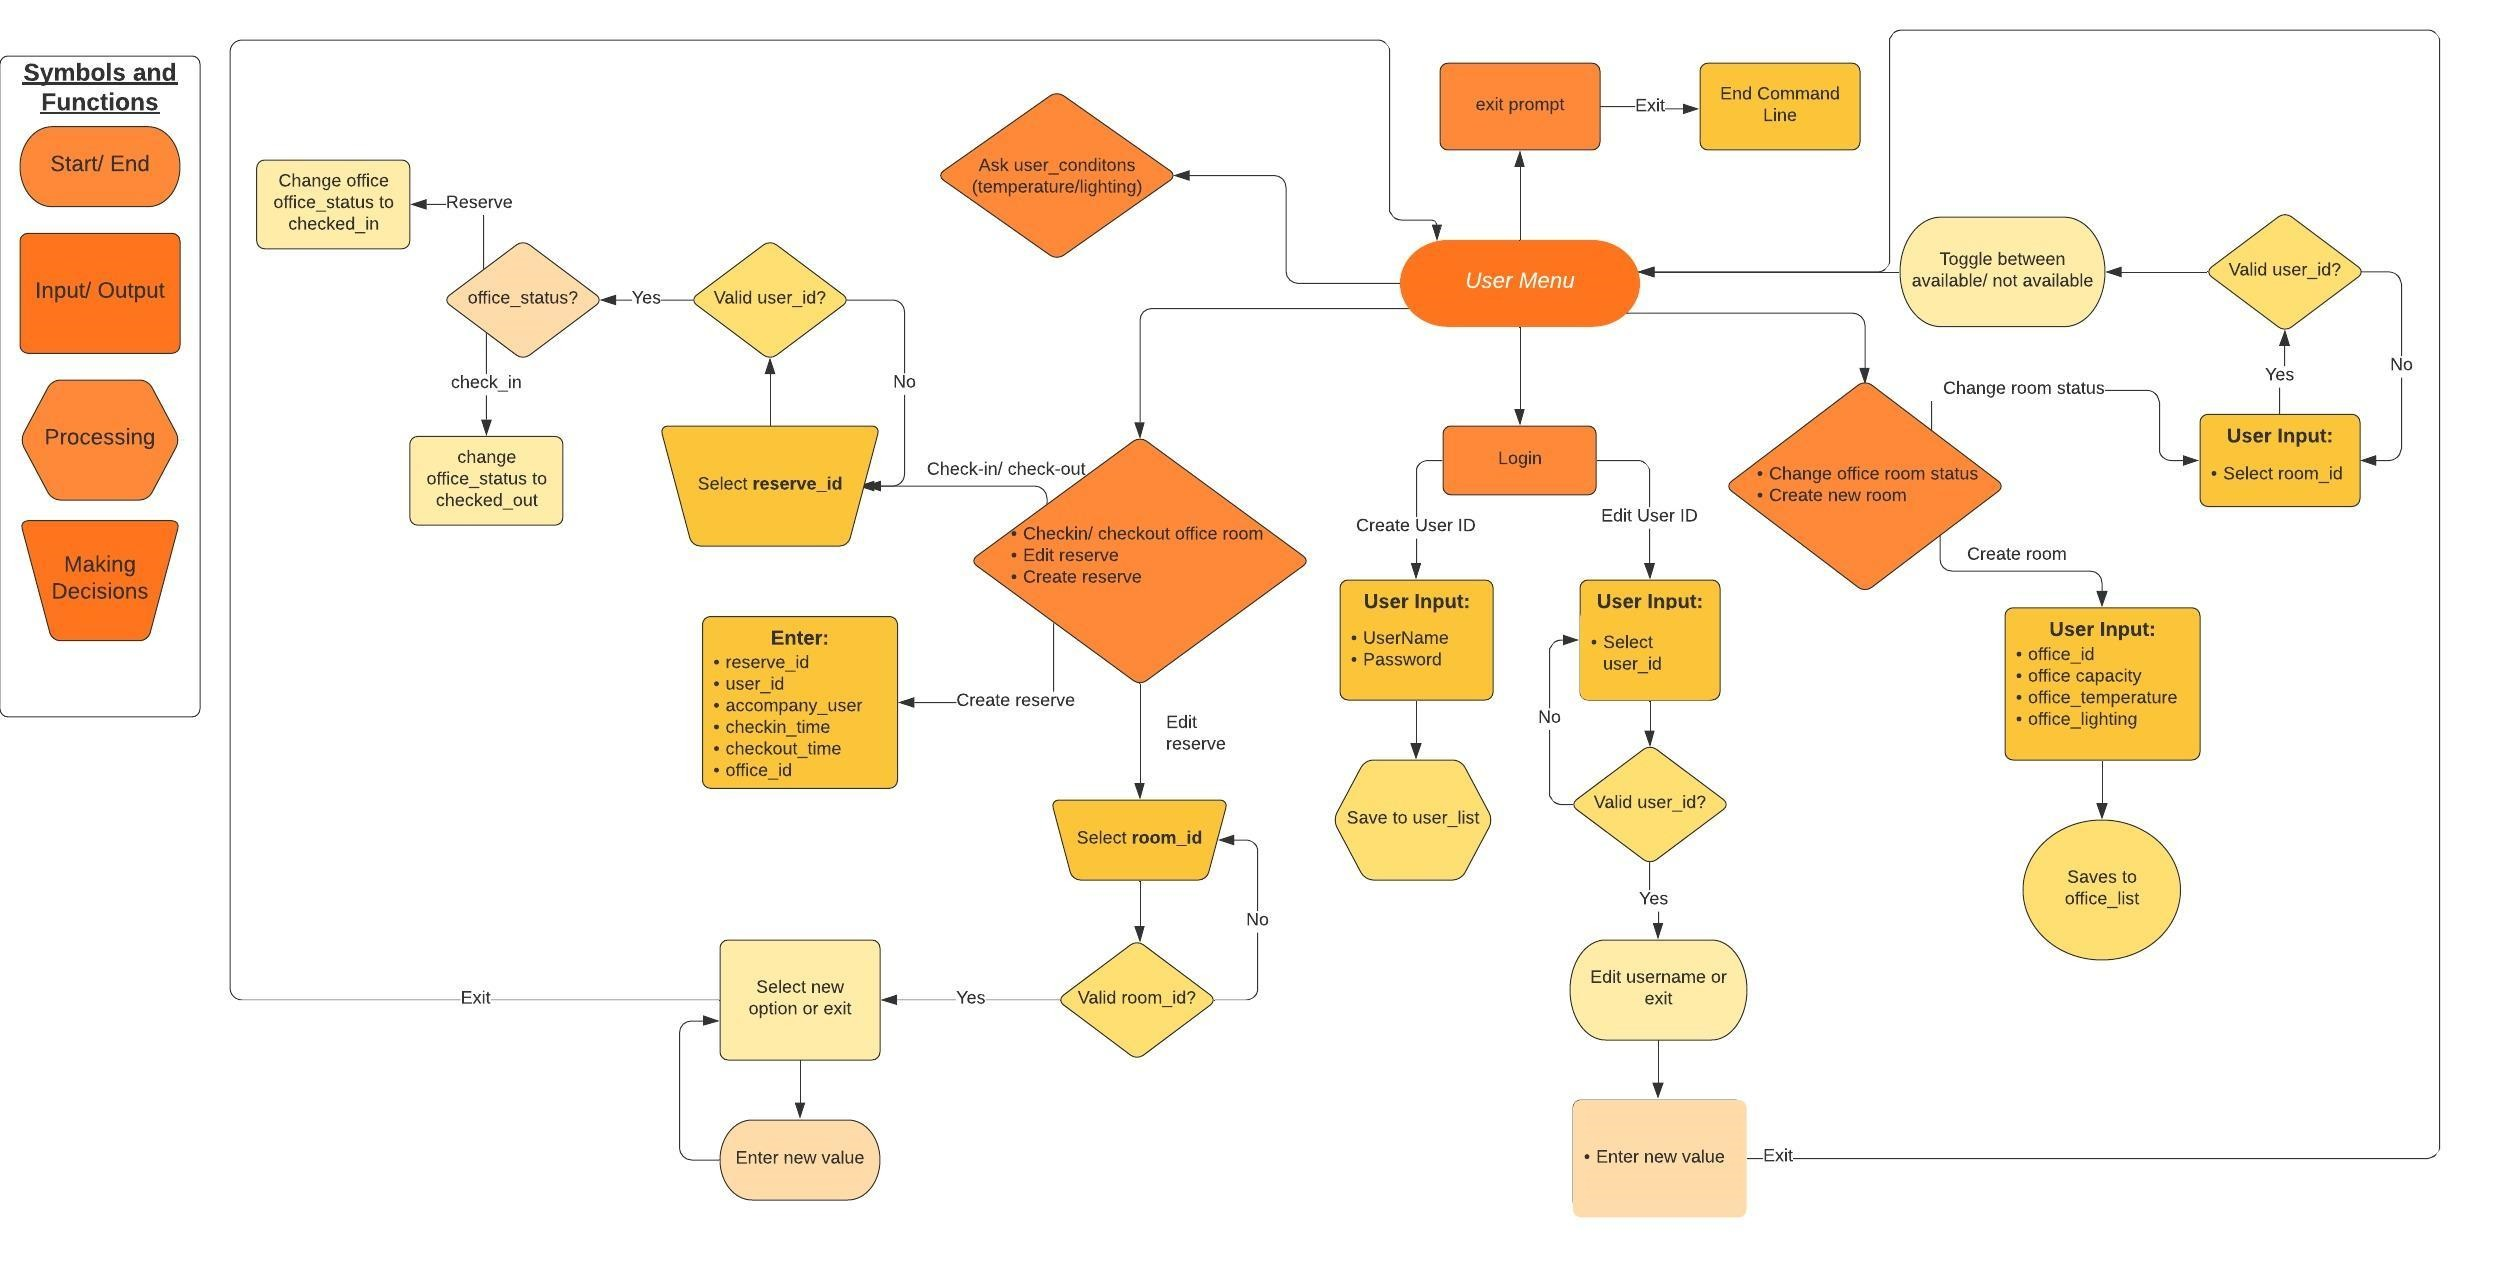 Symbols and
Functions
Start/ End
Input/ Output
Processing
Making
Decisions
exit prompt
Exit
End Command
Line
Ask user_conditons
(temperature/lighting)
User Menu
Change office
office_status to
checked_in
Reserve
office_status?
Yes
Valid user_id?
No
check_in
change
office_status to
checked_out
Select reserve_id
Check-in/ check-out
• Checkin/ checkout office room
• Edit reserve
• Create reserve
Enter:
• reserve_id
• user_id
• accompany_user
• checkin_time
• checkout_time
• office_id
Create reserve
Edit
reserve
Select room_id
No
Valid room_id?
Yes
Select new
option or exit
Exit
Enter new value
Login
Create User ID
Edit User ID
User Input:
• UserName
• Password
Save to user_list
User Input:
• Select
user_id
No
Valid user_id?
Yes
Edit username or
exit
• Enter new value
Exit
Toggle between
available/ not available
Valid user_id?
No
Yes
Change room status
User Input:
• Select room_id
• Change office room status
• Create new room
Create room
User Input:
• office_id
• office capacity
• office_temperature
• office_lighting
Saves to
office_list